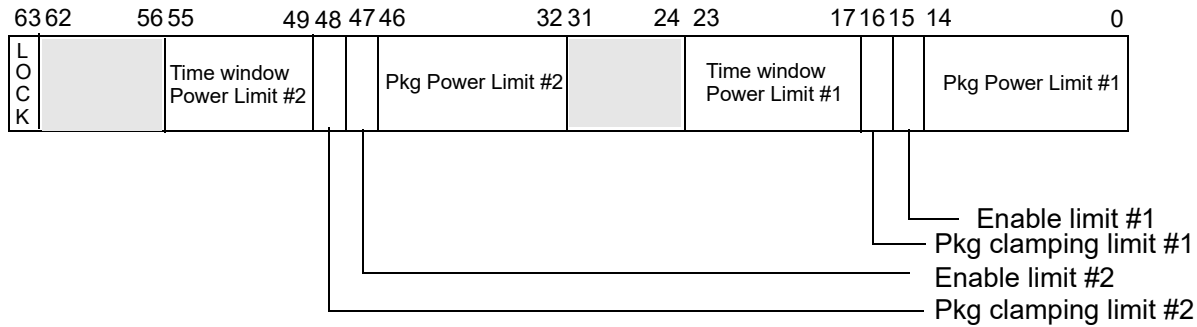 63 62 56 55 49 48 47 46 32 31 24 23 17 16 15 14 0
L
O
C
K
Time window
Power Limit #2
Pkg Power Limit #2
Time window
Power Limit #1
Pkg Power Limit #1
Enable limit #1
Pkg clamping limit #1
Enable limit #2
Pkg clamping limit #2